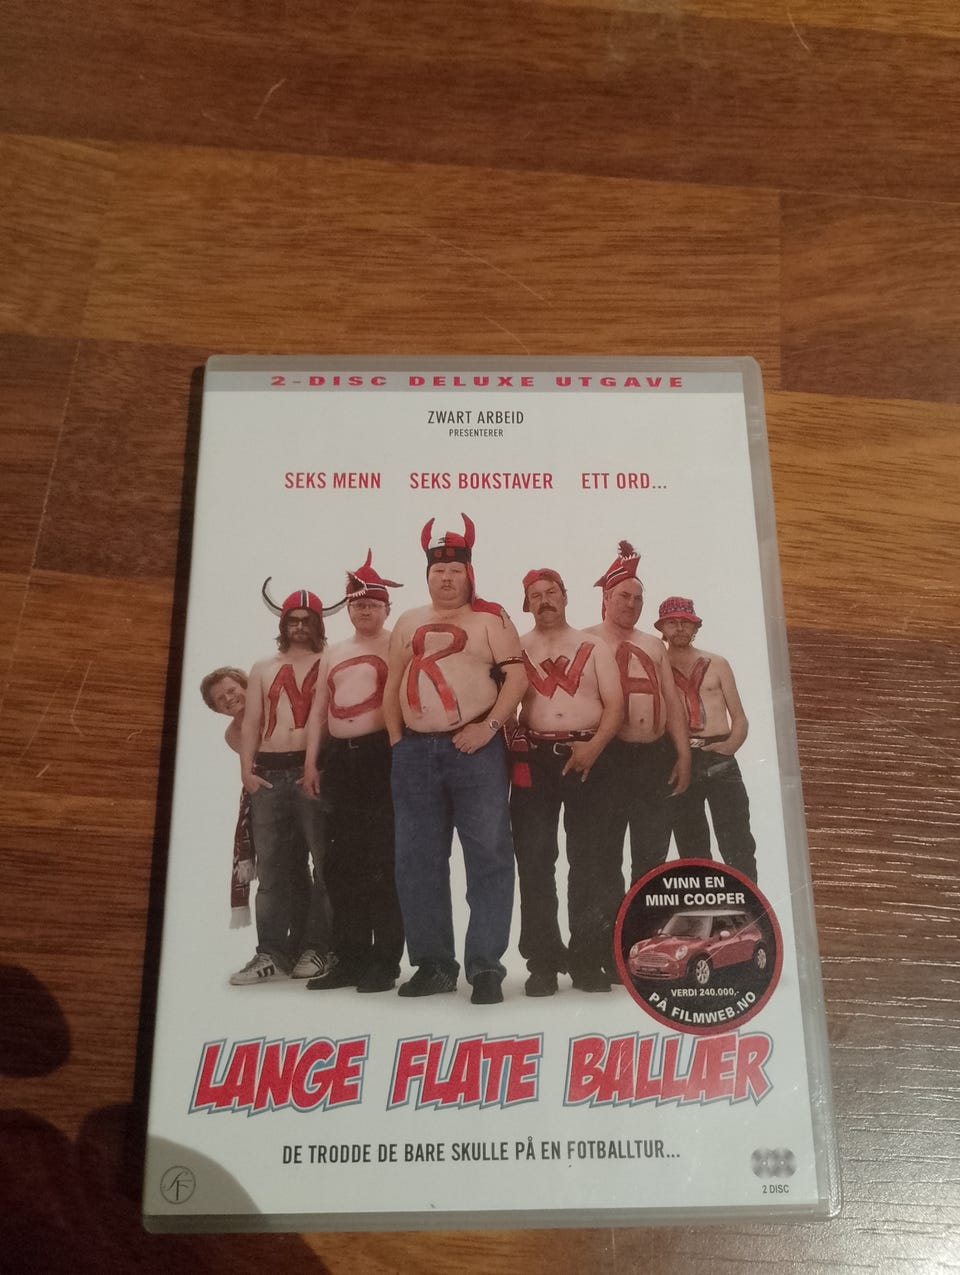 2-DISC DELUXE UTGAVE
ZWART ARBEID
PRESENTERER
SEKS MENN SEKS BOKSTAVER ETT ORD...
NORWAY
VINN EN
MINI COOPER
VERDI 240.000,-
PÅ FILMWEB.NO
LANGE FLATE BALLÆR
DE TRODDE DE BARE SKULLE PÅ EN FOTBALLTUR...
SF
2 DISC